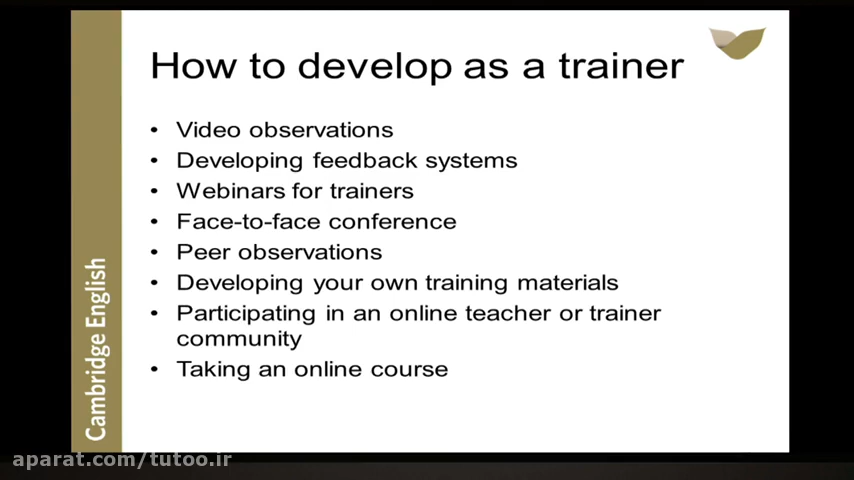 How to develop as a trainer
• Video observations
• Developing feedback systems
• Webinars for trainers
• Face-to-face conference
• Peer observations
• Developing your own training materials
• Participating in an online teacher or trainer
community
• Taking an online course
Cambridge English
aparat.com/tutoo.ir